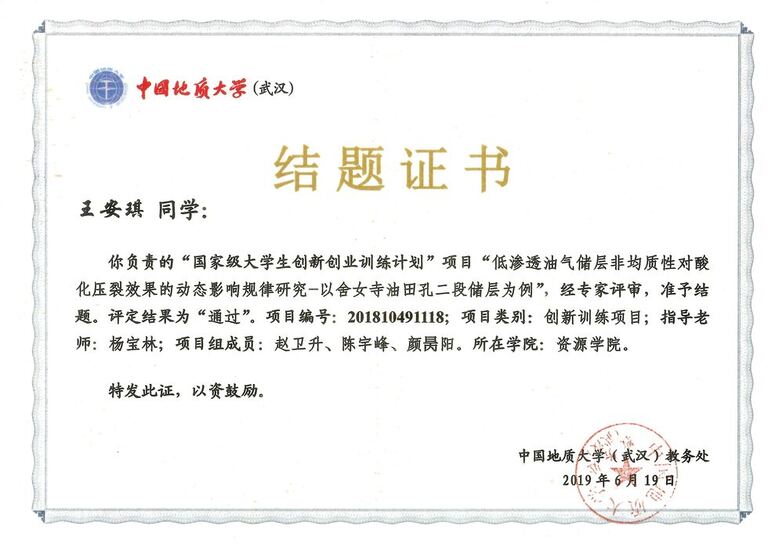 中国地质大学(武汉)
结题证书
王安琪 同学：
你负责的“国家级大学生创新创业训练计划”项目“低渗透油气储层非均质性对酸
化压裂效果的动态影响规律研究-以舍女寺油田孔二段储层为例”，经专家评审，准予结
题。评定结果为“通过”。项目编号：201810491118；项目类别：创新训练项目；指导老
师：杨宝林；项目组成员：赵卫升、陈宇峰、颜昺阳。所在学院：资源学院。
特发此证，以资鼓励。
中国地质大学（武汉）教务处
2019 年 6 月 19 日